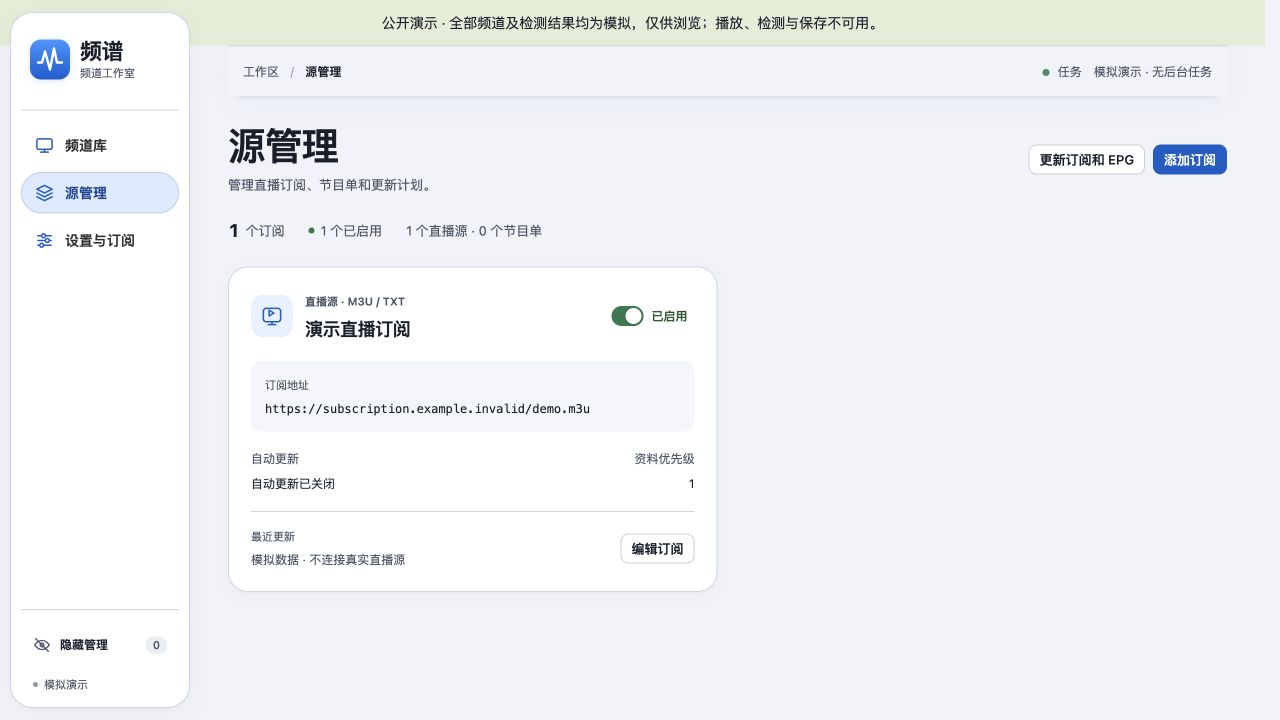 公开演示 · 全部频道及检测结果均为模拟，仅供浏览；播放、检测与保存不可用。
频谱
频道工作室
频道库
源管理
设置与订阅
隐藏管理 0
模拟演示
工作区 / 源管理
任务 模拟演示 · 无后台任务
源管理
管理直播订阅、节目单和更新计划。
更新订阅和 EPG
添加订阅
1 个订阅 1 个已启用 1 个直播源 · 0 个节目单
直播源 · M3U / TXT
演示直播订阅
已启用
订阅地址
https://subscription.example.invalid/demo.m3u
自动更新 资料优先级
自动更新已关闭 1
最近更新
模拟数据 · 不连接真实直播源
编辑订阅